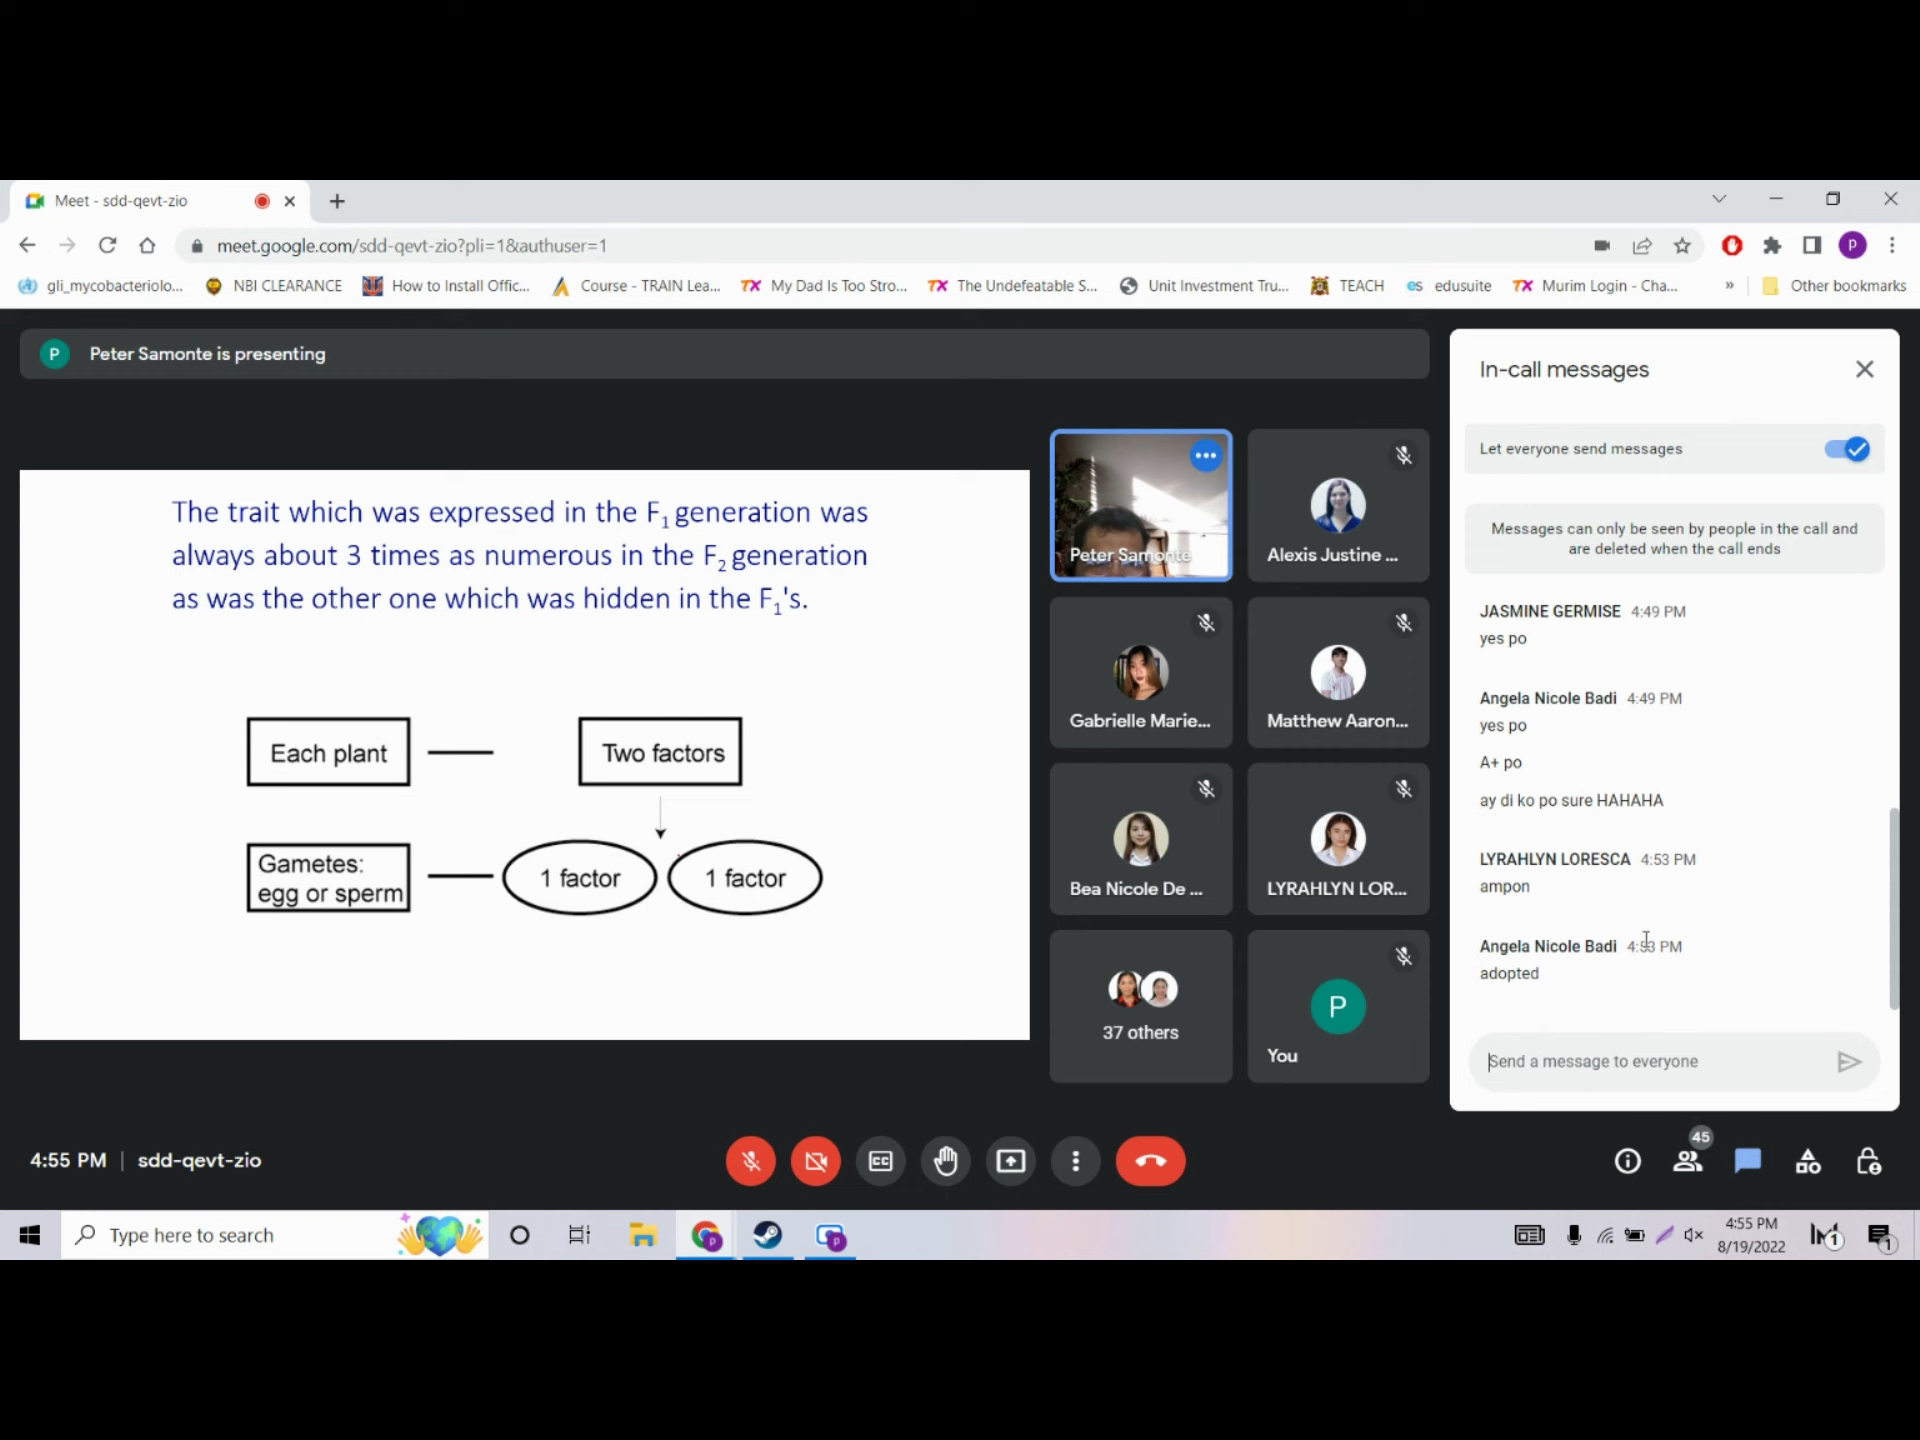 Meet - sdd-qevt-zio
meet.google.com/sdd-qevt-zio?pli=1&authuser=1
gli_mycobacteriolo...
NBI CLEARANCE
How to Install Offic...
Course - TRAIN Lea...
My Dad Is Too Stro...
The Undefeatable S...
Unit Investment Tru...
TEACH
es edusuite
Murim Login - Cha...
»
Other bookmarks
P
Peter Samonte is presenting
The trait which was expressed in the F₁ generation was
always about 3 times as numerous in the F₂ generation
as was the other one which was hidden in the F₁'s.
Each plant
Two factors
Gametes:
egg or sperm
1 factor
1 factor
Peter Samonte
Alexis Justine ...
Gabrielle Marie...
Matthew Aaron...
Bea Nicole De ...
LYRAHLYN LOR...
37 others
P
You
In-call messages
Let everyone send messages
Messages can only be seen by people in the call and
are deleted when the call ends
JASMINE GERMISE 4:49 PM
yes po
Angela Nicole Badi 4:49 PM
yes po
A+ po
ay di ko po sure HAHAHA
LYRAHLYN LORESCA 4:53 PM
ampon
Angela Nicole Badi 4:53 PM
adopted
Send a message to everyone
4:55 PM | sdd-qevt-zio
CC
45
Type here to search
4:55 PM
8/19/2022
1
1